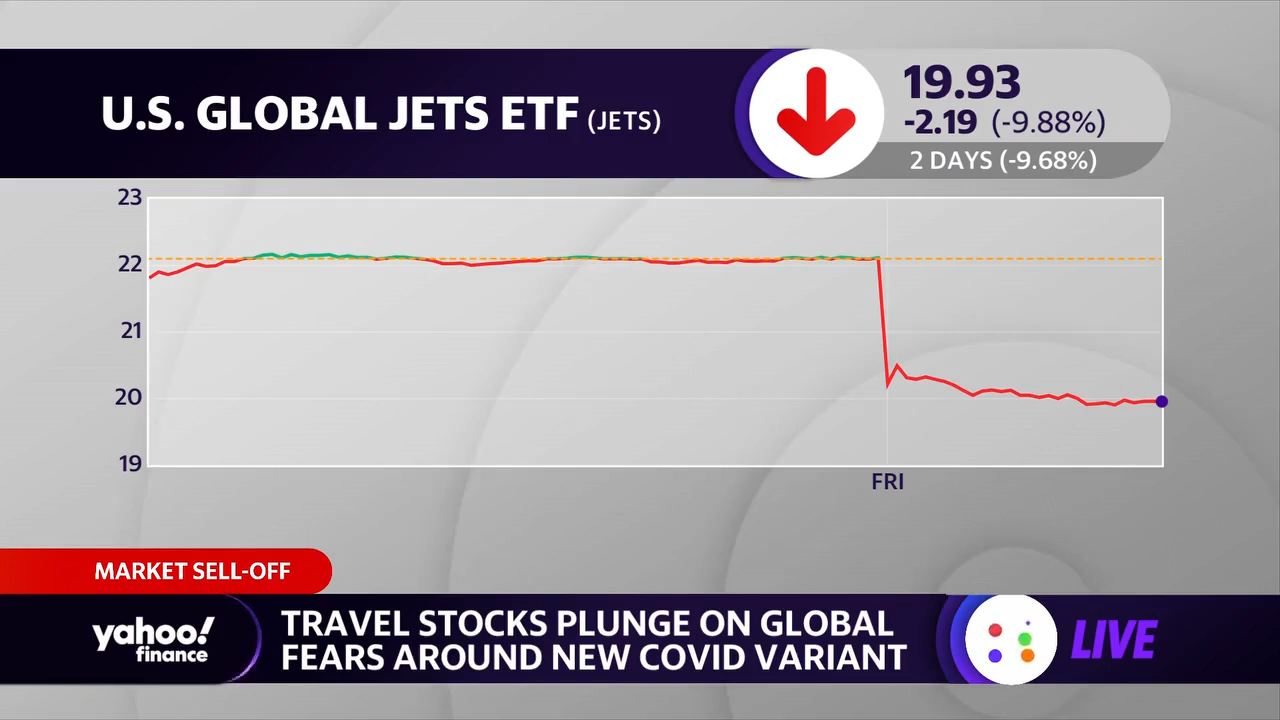 U.S. GLOBAL JETS ETF (JETS)
19.93
-2.19 (-9.88%)
2 DAYS (-9.68%)
23
22
21
20
19
FRI
MARKET SELL-OFF
yahoo!
finance
TRAVEL STOCKS PLUNGE ON GLOBAL
FEARS AROUND NEW COVID VARIANT
LIVE